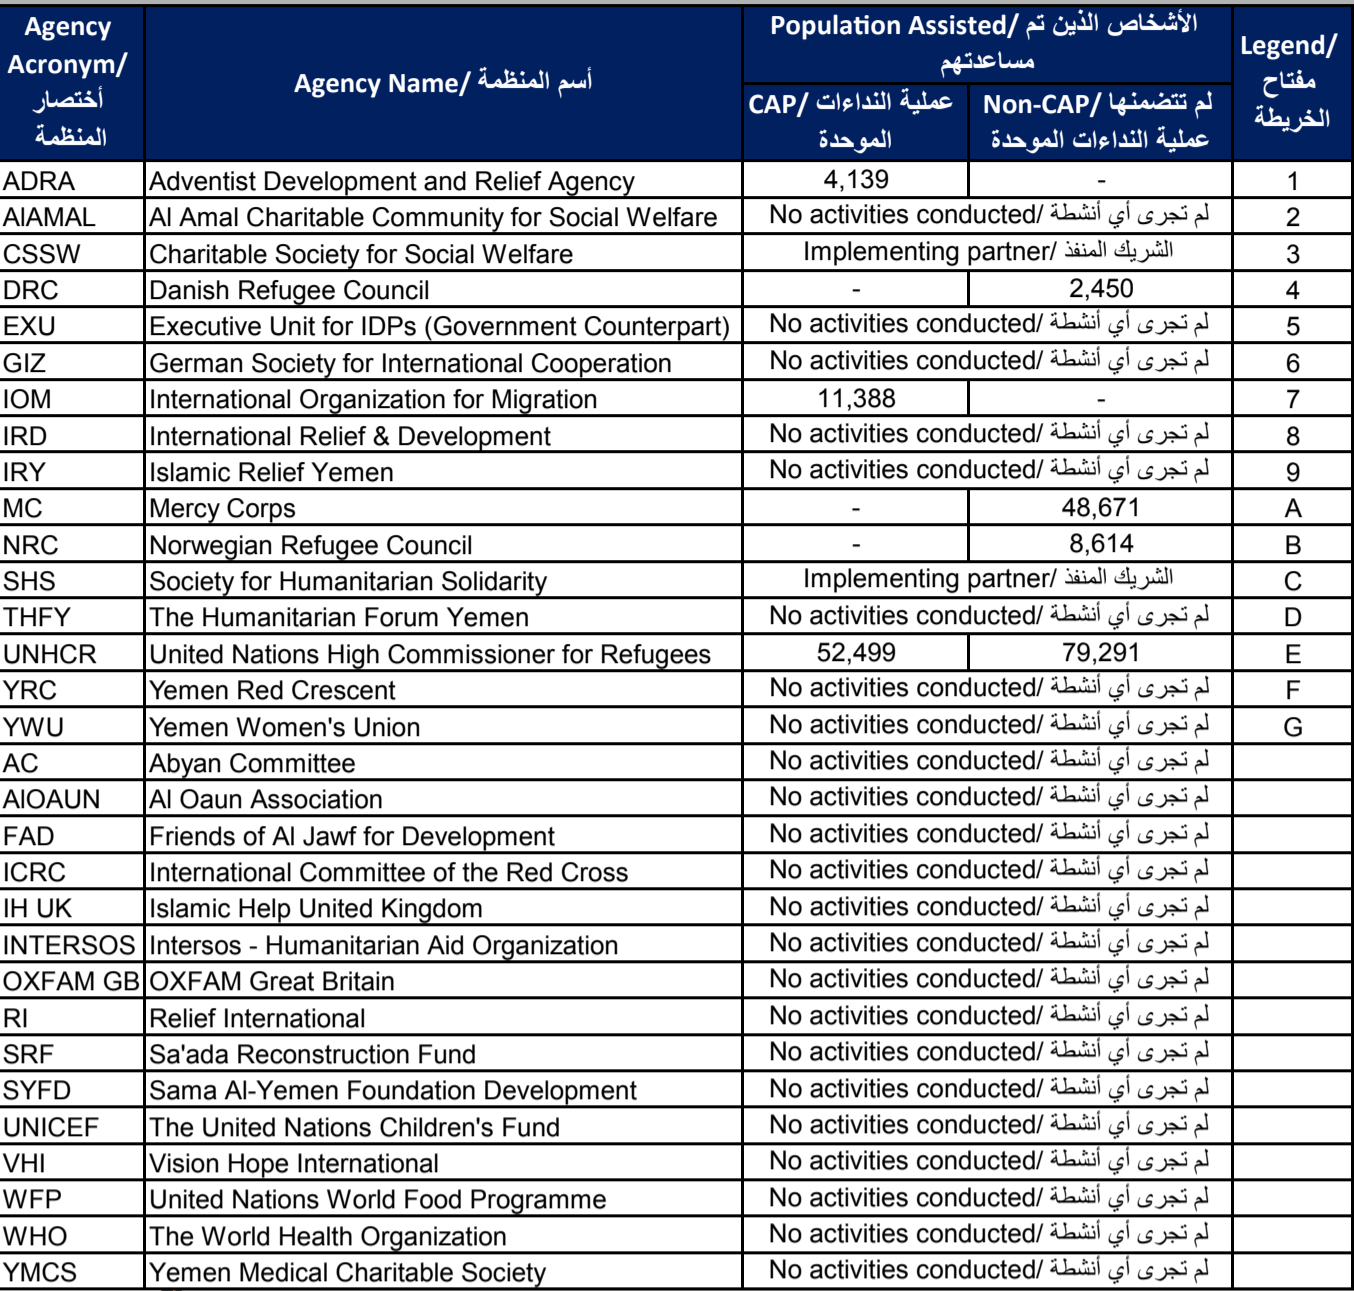 Agency Acronym/ أختصار المنظمة
Agency Name/ أسم المنظمة
Population Assisted/ الأشخاص الذين تم مساعدتهم
CAP/ عملية النداءات الموحدة
Non-CAP/ لم تتضمنها عملية النداءات الموحدة
Legend/ مفتاح الخريطة
ADRA Adventist Development and Relief Agency 4,139 - 1
AlAMAL Al Amal Charitable Community for Social Welfare No activities conducted/ لم تجرى أي أنشطة 2
CSSW Charitable Society for Social Welfare Implementing partner/ الشريك المنفذ 3
DRC Danish Refugee Council - 2,450 4
EXU Executive Unit for IDPs (Government Counterpart) No activities conducted/ لم تجرى أي أنشطة 5
GIZ German Society for International Cooperation No activities conducted/ لم تجرى أي أنشطة 6
IOM International Organization for Migration 11,388 - 7
IRD International Relief & Development No activities conducted/ لم تجرى أي أنشطة 8
IRY Islamic Relief Yemen No activities conducted/ لم تجرى أي أنشطة 9
MC Mercy Corps - 48,671 A
NRC Norwegian Refugee Council - 8,614 B
SHS Society for Humanitarian Solidarity Implementing partner/ الشريك المنفذ C
THFY The Humanitarian Forum Yemen No activities conducted/ لم تجرى أي أنشطة D
UNHCR United Nations High Commissioner for Refugees 52,499 79,291 E
YRC Yemen Red Crescent No activities conducted/ لم تجرى أي أنشطة F
YWU Yemen Women's Union No activities conducted/ لم تجرى أي أنشطة G
AC Abyan Committee No activities conducted/ لم تجرى أي أنشطة
AlOAUN Al Oaun Association No activities conducted/ لم تجرى أي أنشطة
FAD Friends of Al Jawf for Development No activities conducted/ لم تجرى أي أنشطة
ICRC International Committee of the Red Cross No activities conducted/ لم تجرى أي أنشطة
IH UK Islamic Help United Kingdom No activities conducted/ لم تجرى أي أنشطة
INTERSOS Intersos - Humanitarian Aid Organization No activities conducted/ لم تجرى أي أنشطة
OXFAM GB OXFAM Great Britain No activities conducted/ لم تجرى أي أنشطة
RI Relief International No activities conducted/ لم تجرى أي أنشطة
SRF Sa'ada Reconstruction Fund No activities conducted/ لم تجرى أي أنشطة
SYFD Sama Al-Yemen Foundation Development No activities conducted/ لم تجرى أي أنشطة
UNICEF The United Nations Children's Fund No activities conducted/ لم تجرى أي أنشطة
VHI Vision Hope International No activities conducted/ لم تجرى أي أنشطة
WFP United Nations World Food Programme No activities conducted/ لم تجرى أي أنشطة
WHO The World Health Organization No activities conducted/ لم تجرى أي أنشطة
YMCS Yemen Medical Charitable Society No activities conducted/ لم تجرى أي أنشطة